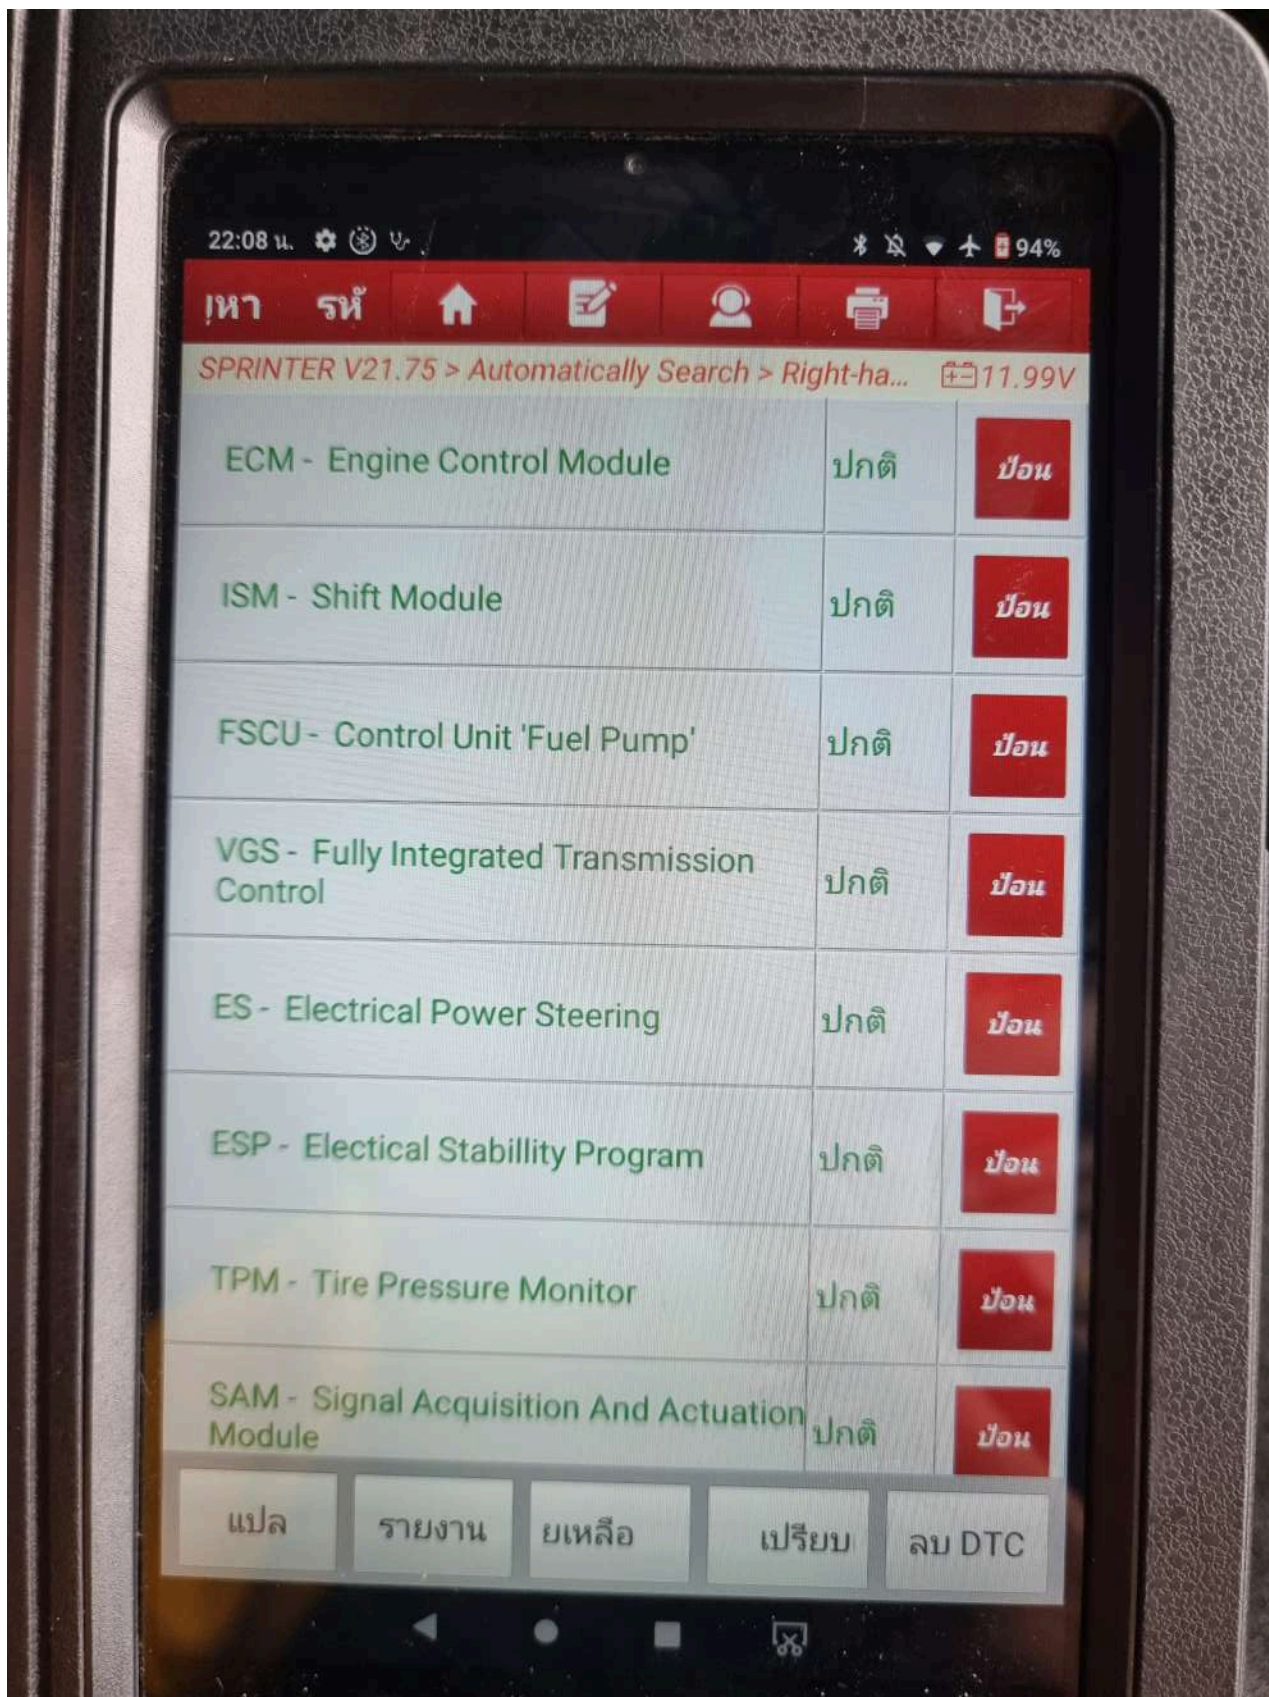 22:08 น.
94%
ุหา รหั
SPRINTER V21.75 > Automatically Search > Right-ha... 11.99V
ECM - Engine Control Module ปกติ ป้อน
ISM - Shift Module ปกติ ป้อน
FSCU - Control Unit 'Fuel Pump' ปกติ ป้อน
VGS - Fully Integrated Transmission
Control ปกติ ป้อน
ES - Electrical Power Steering ปกติ ป้อน
ESP - Electical Stabillity Program ปกติ ป้อน
TPM - Tire Pressure Monitor ปกติ ป้อน
SAM - Signal Acquisition And Actuation
Module ปกติ ป้อน
แปล รายงาน ยเหลือ เปรียบ ลบ DTC